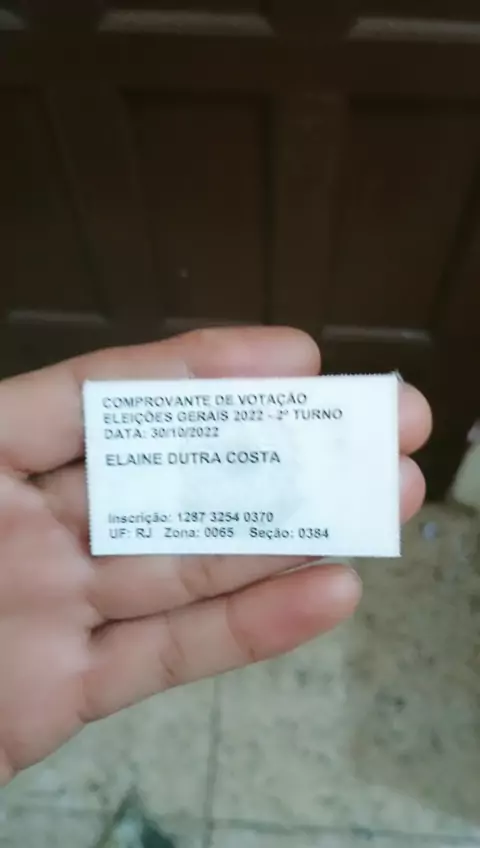 COMPROVANTE DE VOTAÇÃO
ELEIÇÕES GERAIS 2022 - 2º TURNO
DATA: 30/10/2022
ELAINE DUTRA COSTA
Inscrição: 1287 3254 0370
UF: RJ Zona: 0065 Seção: 0384